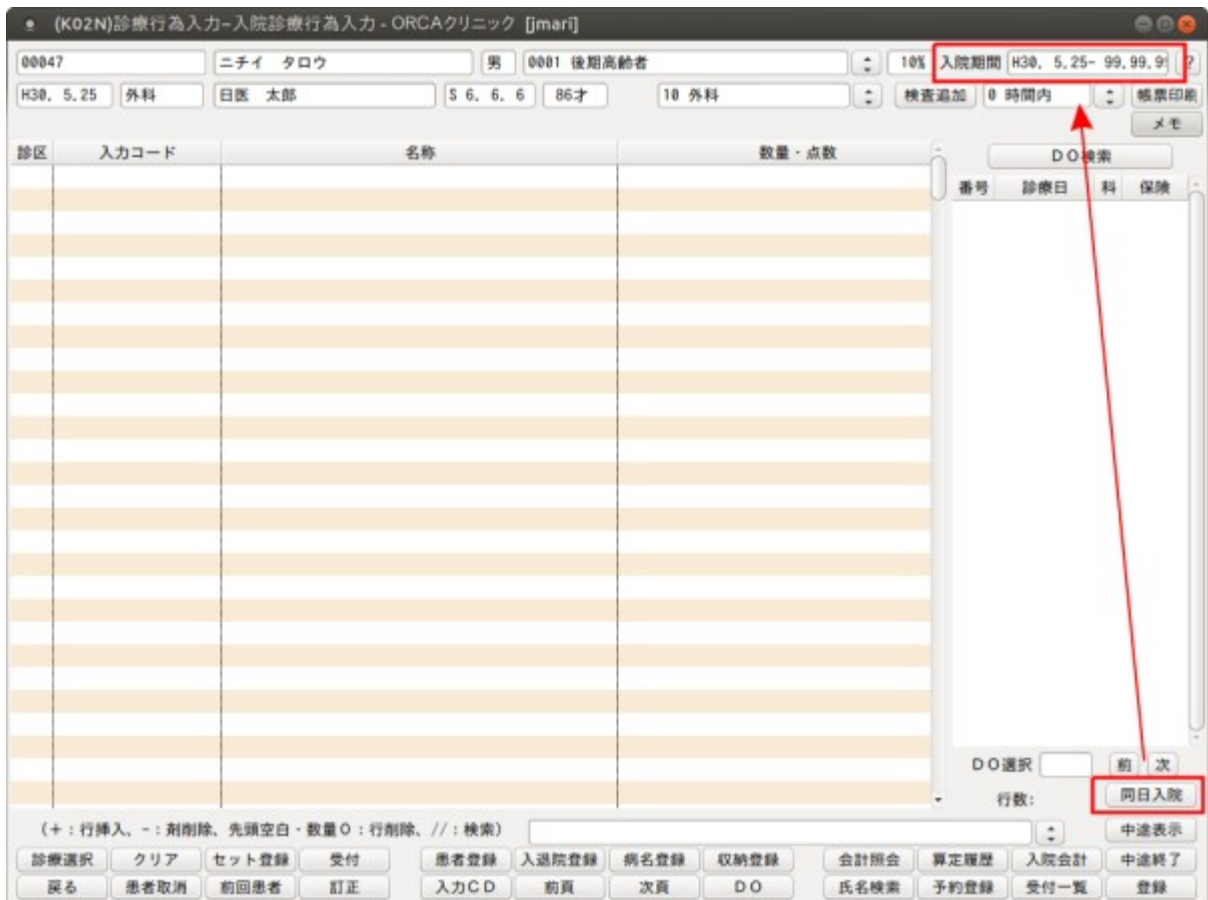 (K02N)診療行為入力−入院診療行為入力 - ORCAクリニック [jmari]
00047 ニチイ タロウ 男 0001 後期高齢者 10% 入院期間 H30. 5.25- 99.99.9 ?
H30. 5.25 外科 日医 太郎 S 6. 6. 6 86才 10 外科 検査追加 0 時間内 帳票印刷
メモ
診区 入力コード 名称 数量・点数 DO検索
番号 診療日 科 保険
DO選択 前 次
行数: 同日入院
(+:行挿入、-:剤削除、先頭空白・数量0:行削除、//:検索) 中途表示
診療選択 クリア セット登録 受付 患者登録 入退院登録 病名登録 収納登録 会計照会 算定履歴 入院会計 中途終了
戻る 患者取消 前回患者 訂正 入力CD 前頁 次頁 DO 氏名検索 予約登録 受付一覧 登録